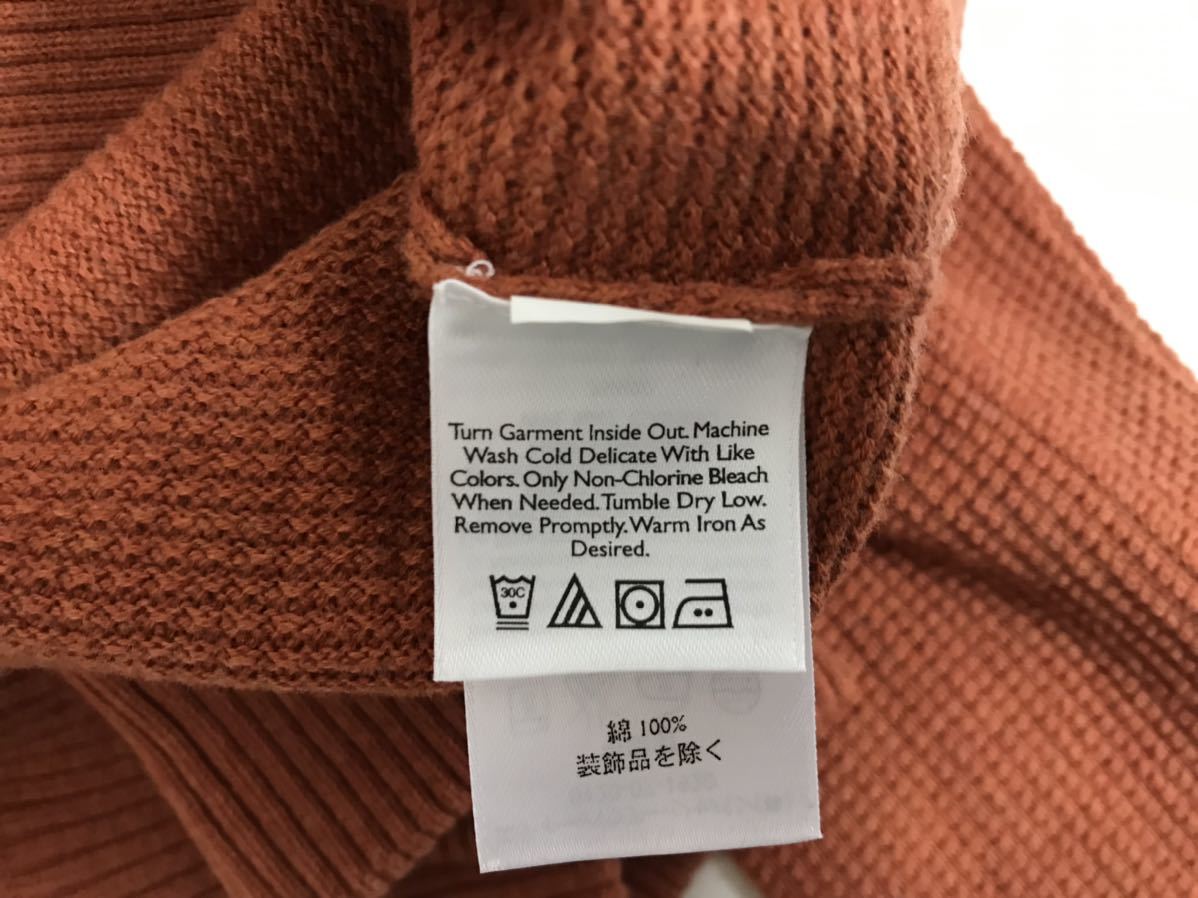 Turn Garment Inside Out. Machine
Wash Cold Delicate With Like
Colors. Only Non-Chlorine Bleach
When Needed. Tumble Dry Low.
Remove Promptly. Warm Iron As
Desired.
30C
綿 100%
装飾品を除く